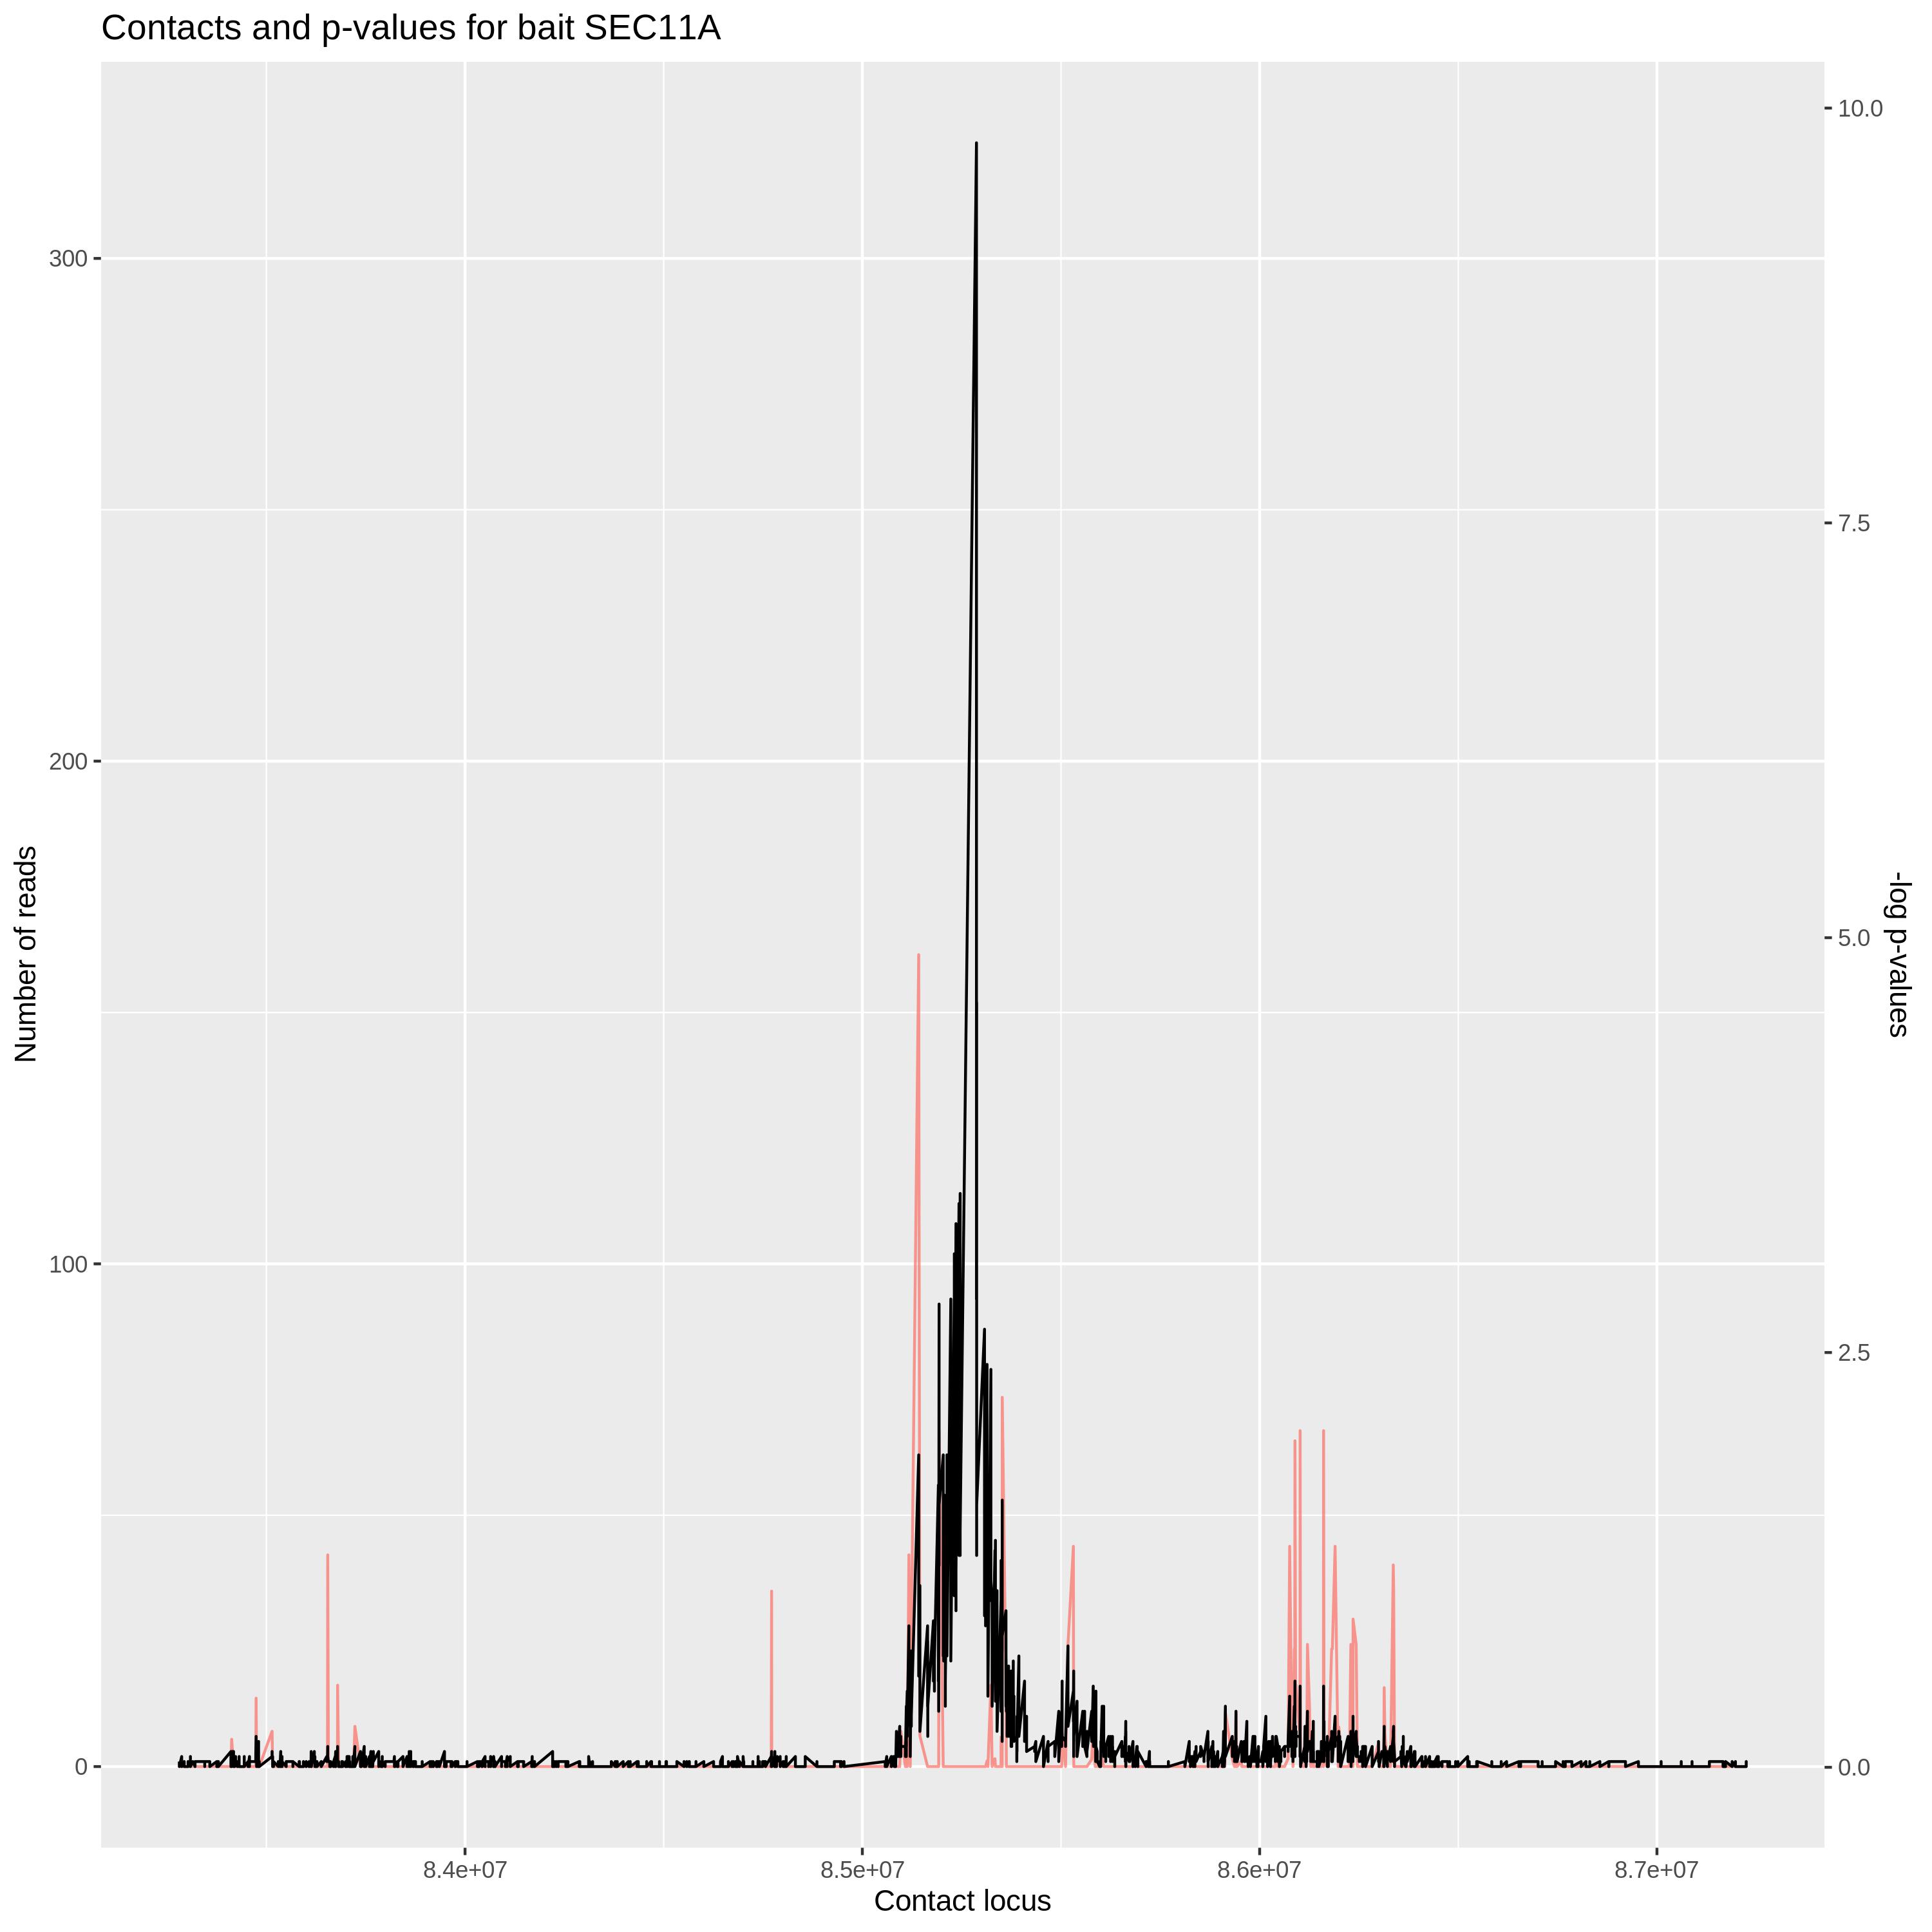 Contacts and p-values for bait SEC11A
Number of reads
300
200
100
0
10.0
7.5
5.0
2.5
0.0
-log p-values
8.4e+07
8.5e+07
8.6e+07
8.7e+07
Contact locus